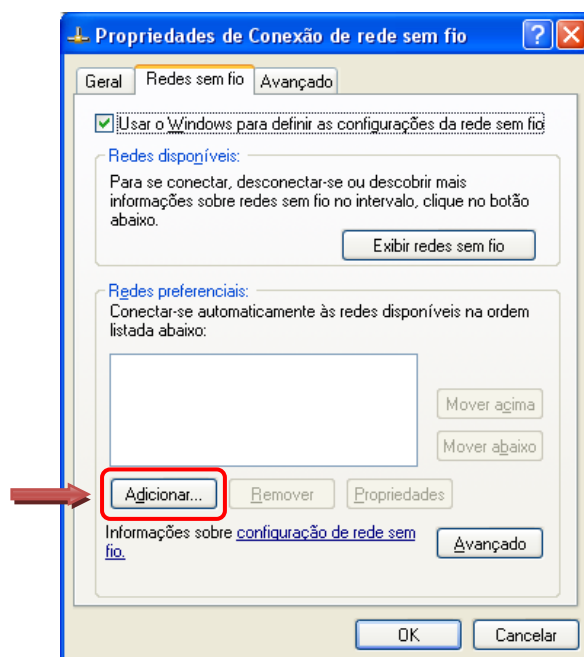 Propriedades de Conexão de rede sem fio
Geral
Redes sem fio
Avançado
Usar o Windows para definir as configurações da rede sem fio
Redes disponíveis:
Para se conectar, desconectar-se ou descobrir mais
informações sobre redes sem fio no intervalo, clique no botão
abaixo.
Exibir redes sem fio
Redes preferenciais:
Conectar-se automaticamente às redes disponíveis na ordem
listada abaixo:
Mover acima
Mover abaixo
Adicionar...
Remover
Propriedades
Informações sobre configuração de rede sem
fio.
Avançado
OK
Cancelar